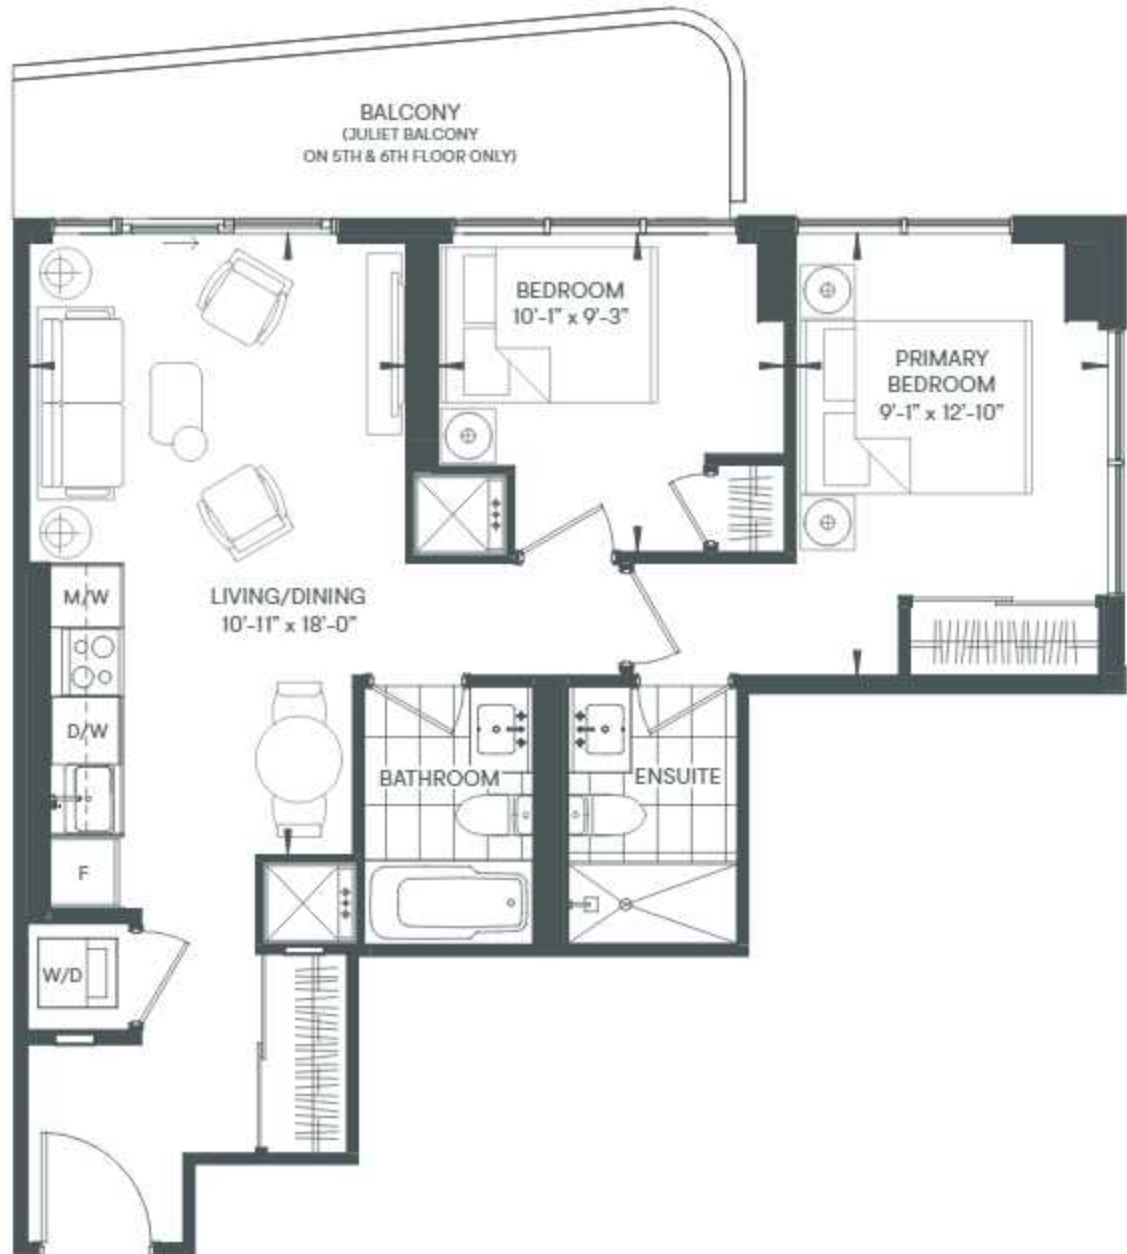 BALCONY
(JULIET BALCONY
ON 5TH & 6TH FLOOR ONLY)
BEDROOM
10'-1" x 9'-3"
PRIMARY
BEDROOM
9'-1" x 12'-10"
M/W
LIVING/DINING
10'-11" x 18'-0"
D/W
BATHROOM
ENSUITE
F
W/D